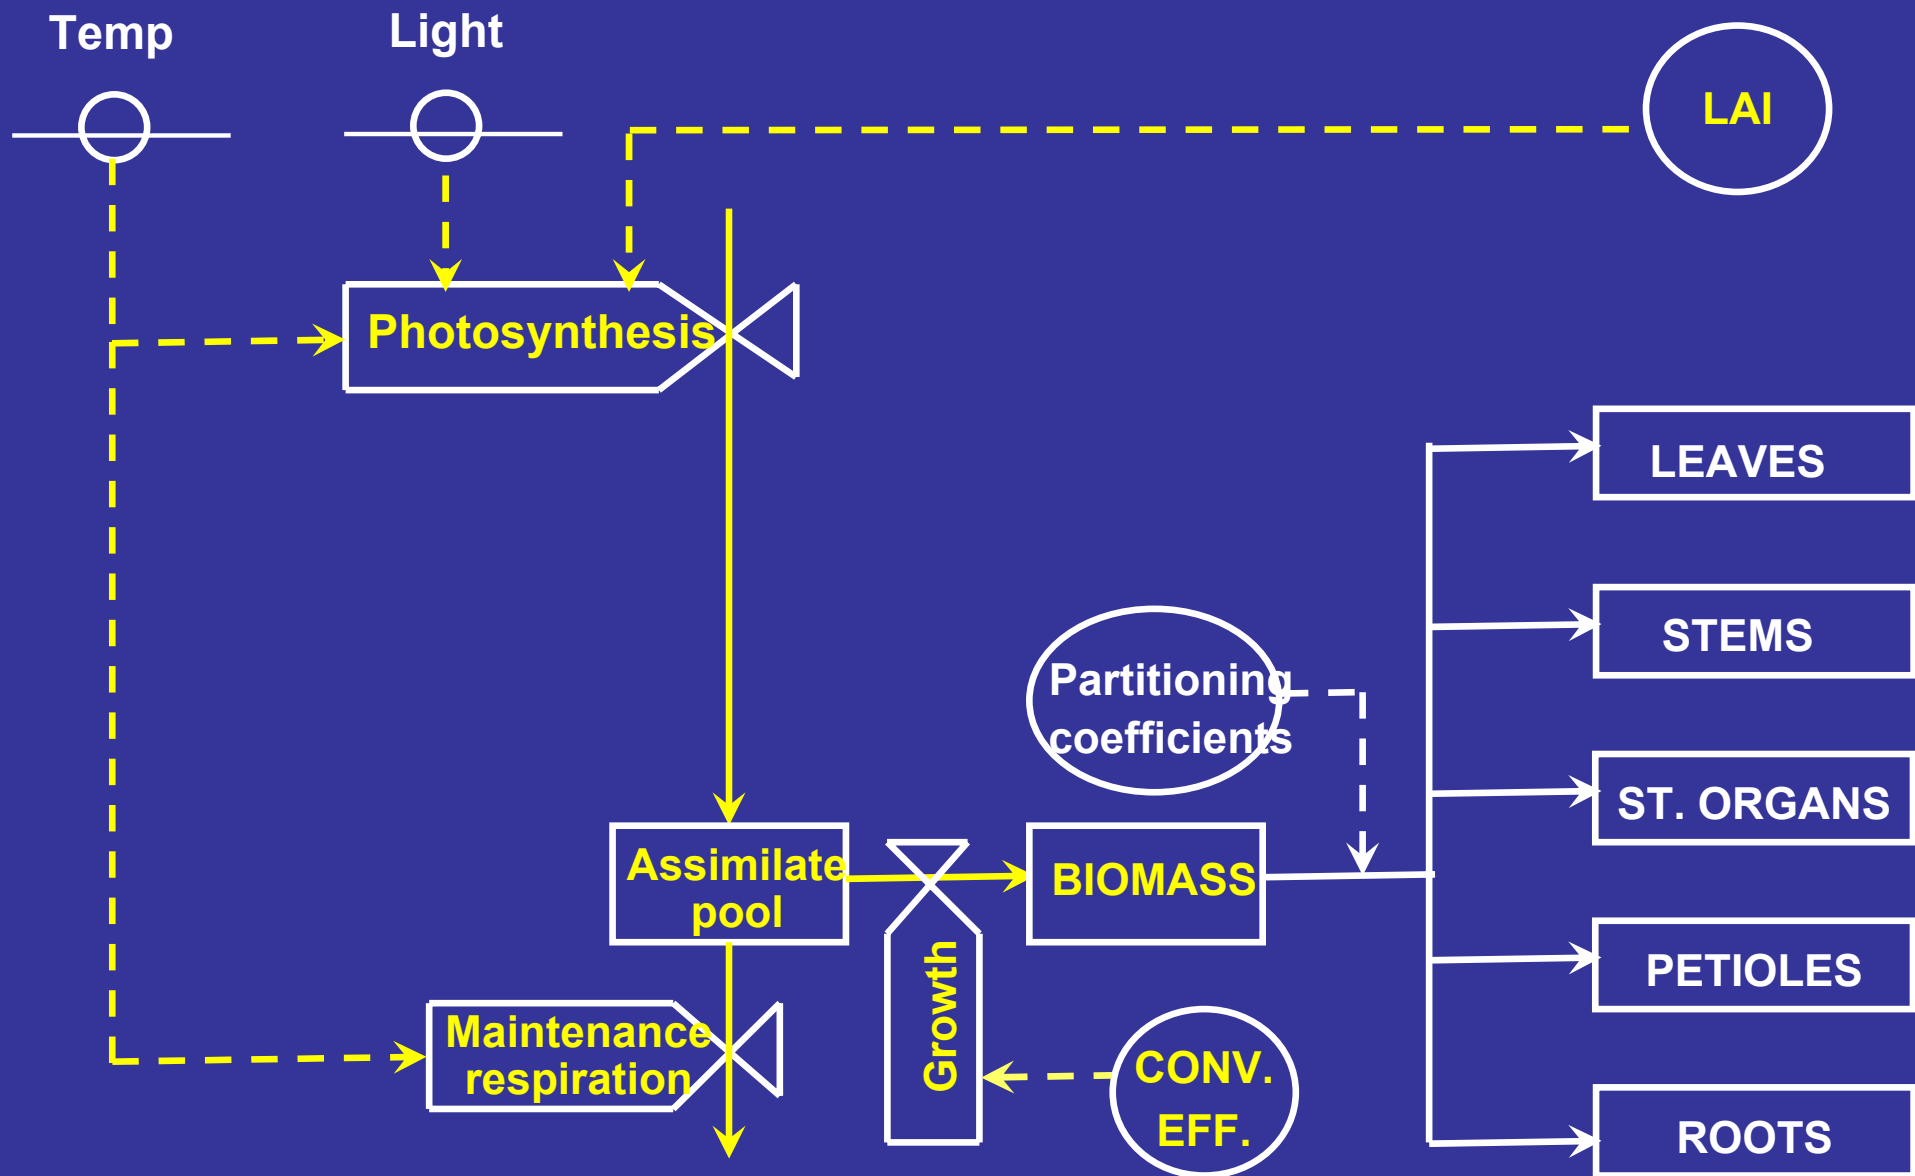 Temp
Light
LAI
Photosynthesis
LEAVES
STEMS
Partitioning
coefficients
ST. ORGANS
Assimilate
pool
BIOMASS
Growth
PETIOLES
Maintenance
respiration
CONV.
EFF.
ROOTS